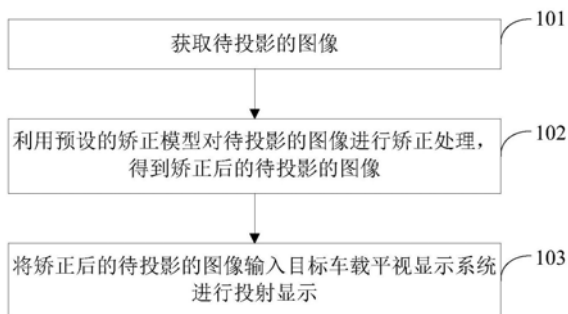 获取待投影的图像
101
利用预设的矫正模型对待投影的图像进行矫正处理，
得到矫正后的待投影的图像
102
将矫正后的待投影的图像输入目标车载平视显示系统
进行投射显示
103